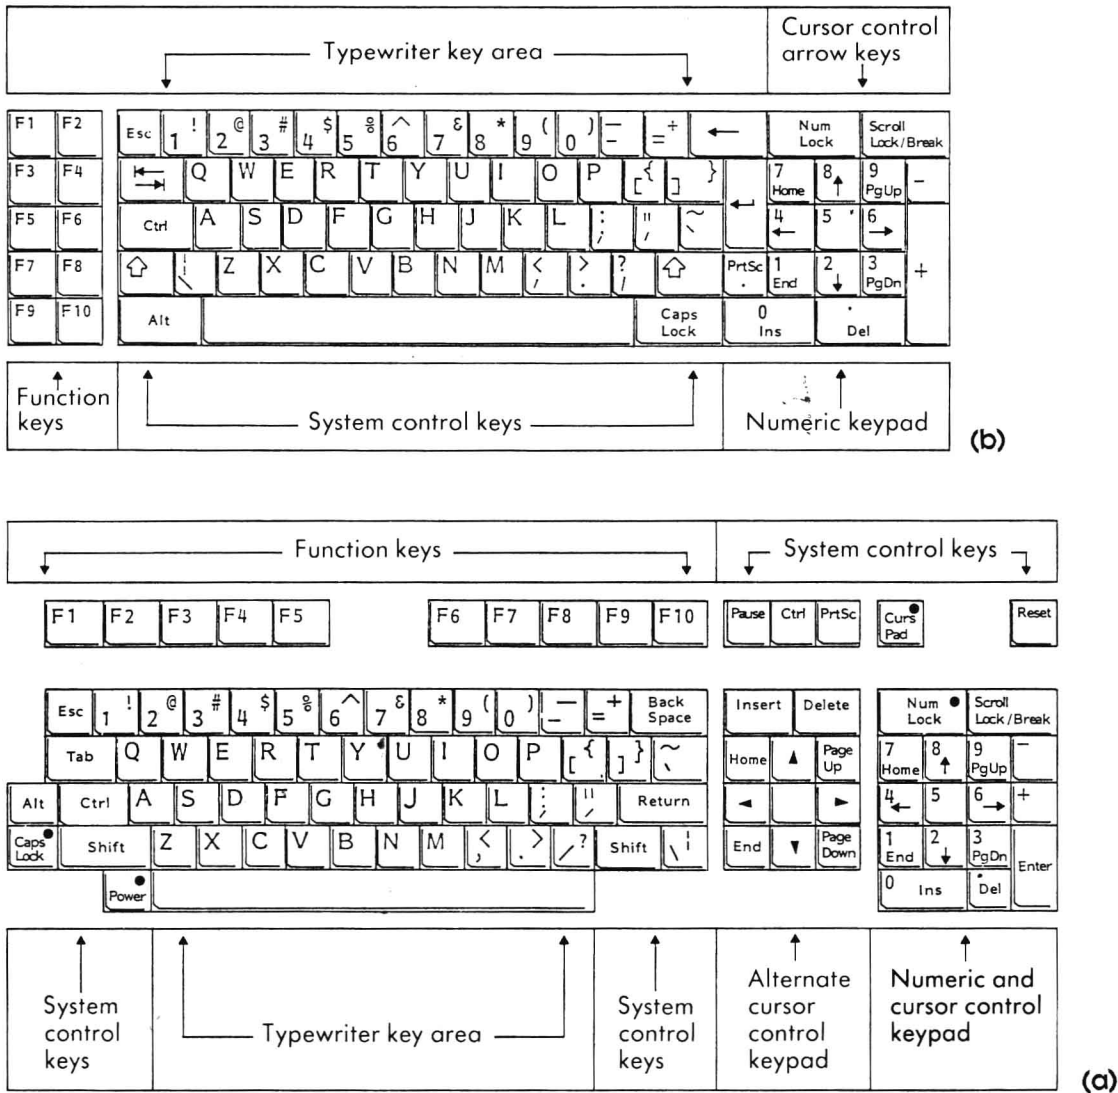 Typewriter key area
Cursor control
arrow keys
F1 F2 Esc ! 1 @ 2 # 3 $ 4 % 5 ^ 6 & 7 * 8 ( 9 ) 0 — - + = ← Num Lock Scroll Lock/Break
F3 F4 Q W E R T Y U I O P { [ } ] 7 Home 8 ↑ 9 PgUp -
F5 F6 Ctrl A S D F G H J K L : ; " ' ~ ` ↵ 4 ← 5 6 →
F7 F8 ⇧ ¦ \ Z X C V B N M < , > . ? / ⇧ PrtSc . 1 End 2 ↓ 3 PgDn +
F9 F10 Alt Caps Lock 0 Ins . Del
Function
keys
System control keys
Numeric keypad
(b)
Function keys
System control keys
F1 F2 F3 F4 F5 F6 F7 F8 F9 F10 Pause Ctrl PrtSc Curs Pad Reset
Esc ! 1 @ 2 # 3 $ 4 % 5 ^ 6 & 7 * 8 ( 9 ) 0 — - + = Back Space Insert Delete Num Lock Scroll Lock/Break
Tab Q W E R T Y U I O P { [ } ] ~ ` Home ▲ Page Up 7 Home 8 ↑ 9 PgUp -
Alt Ctrl A S D F G H J K L : ; " ' Return ◄ ► 4 ← 5 6 → +
Caps Lock Shift Z X C V B N M < , > . ? / Shift ¦ \ End ▼ Page Down 1 End 2 ↓ 3 PgDn Enter
Power 0 Ins . Del
System
control
keys
Typewriter key area
System
control
keys
Alternate
cursor
control
keypad
Numeric and
cursor control
keypad
(a)